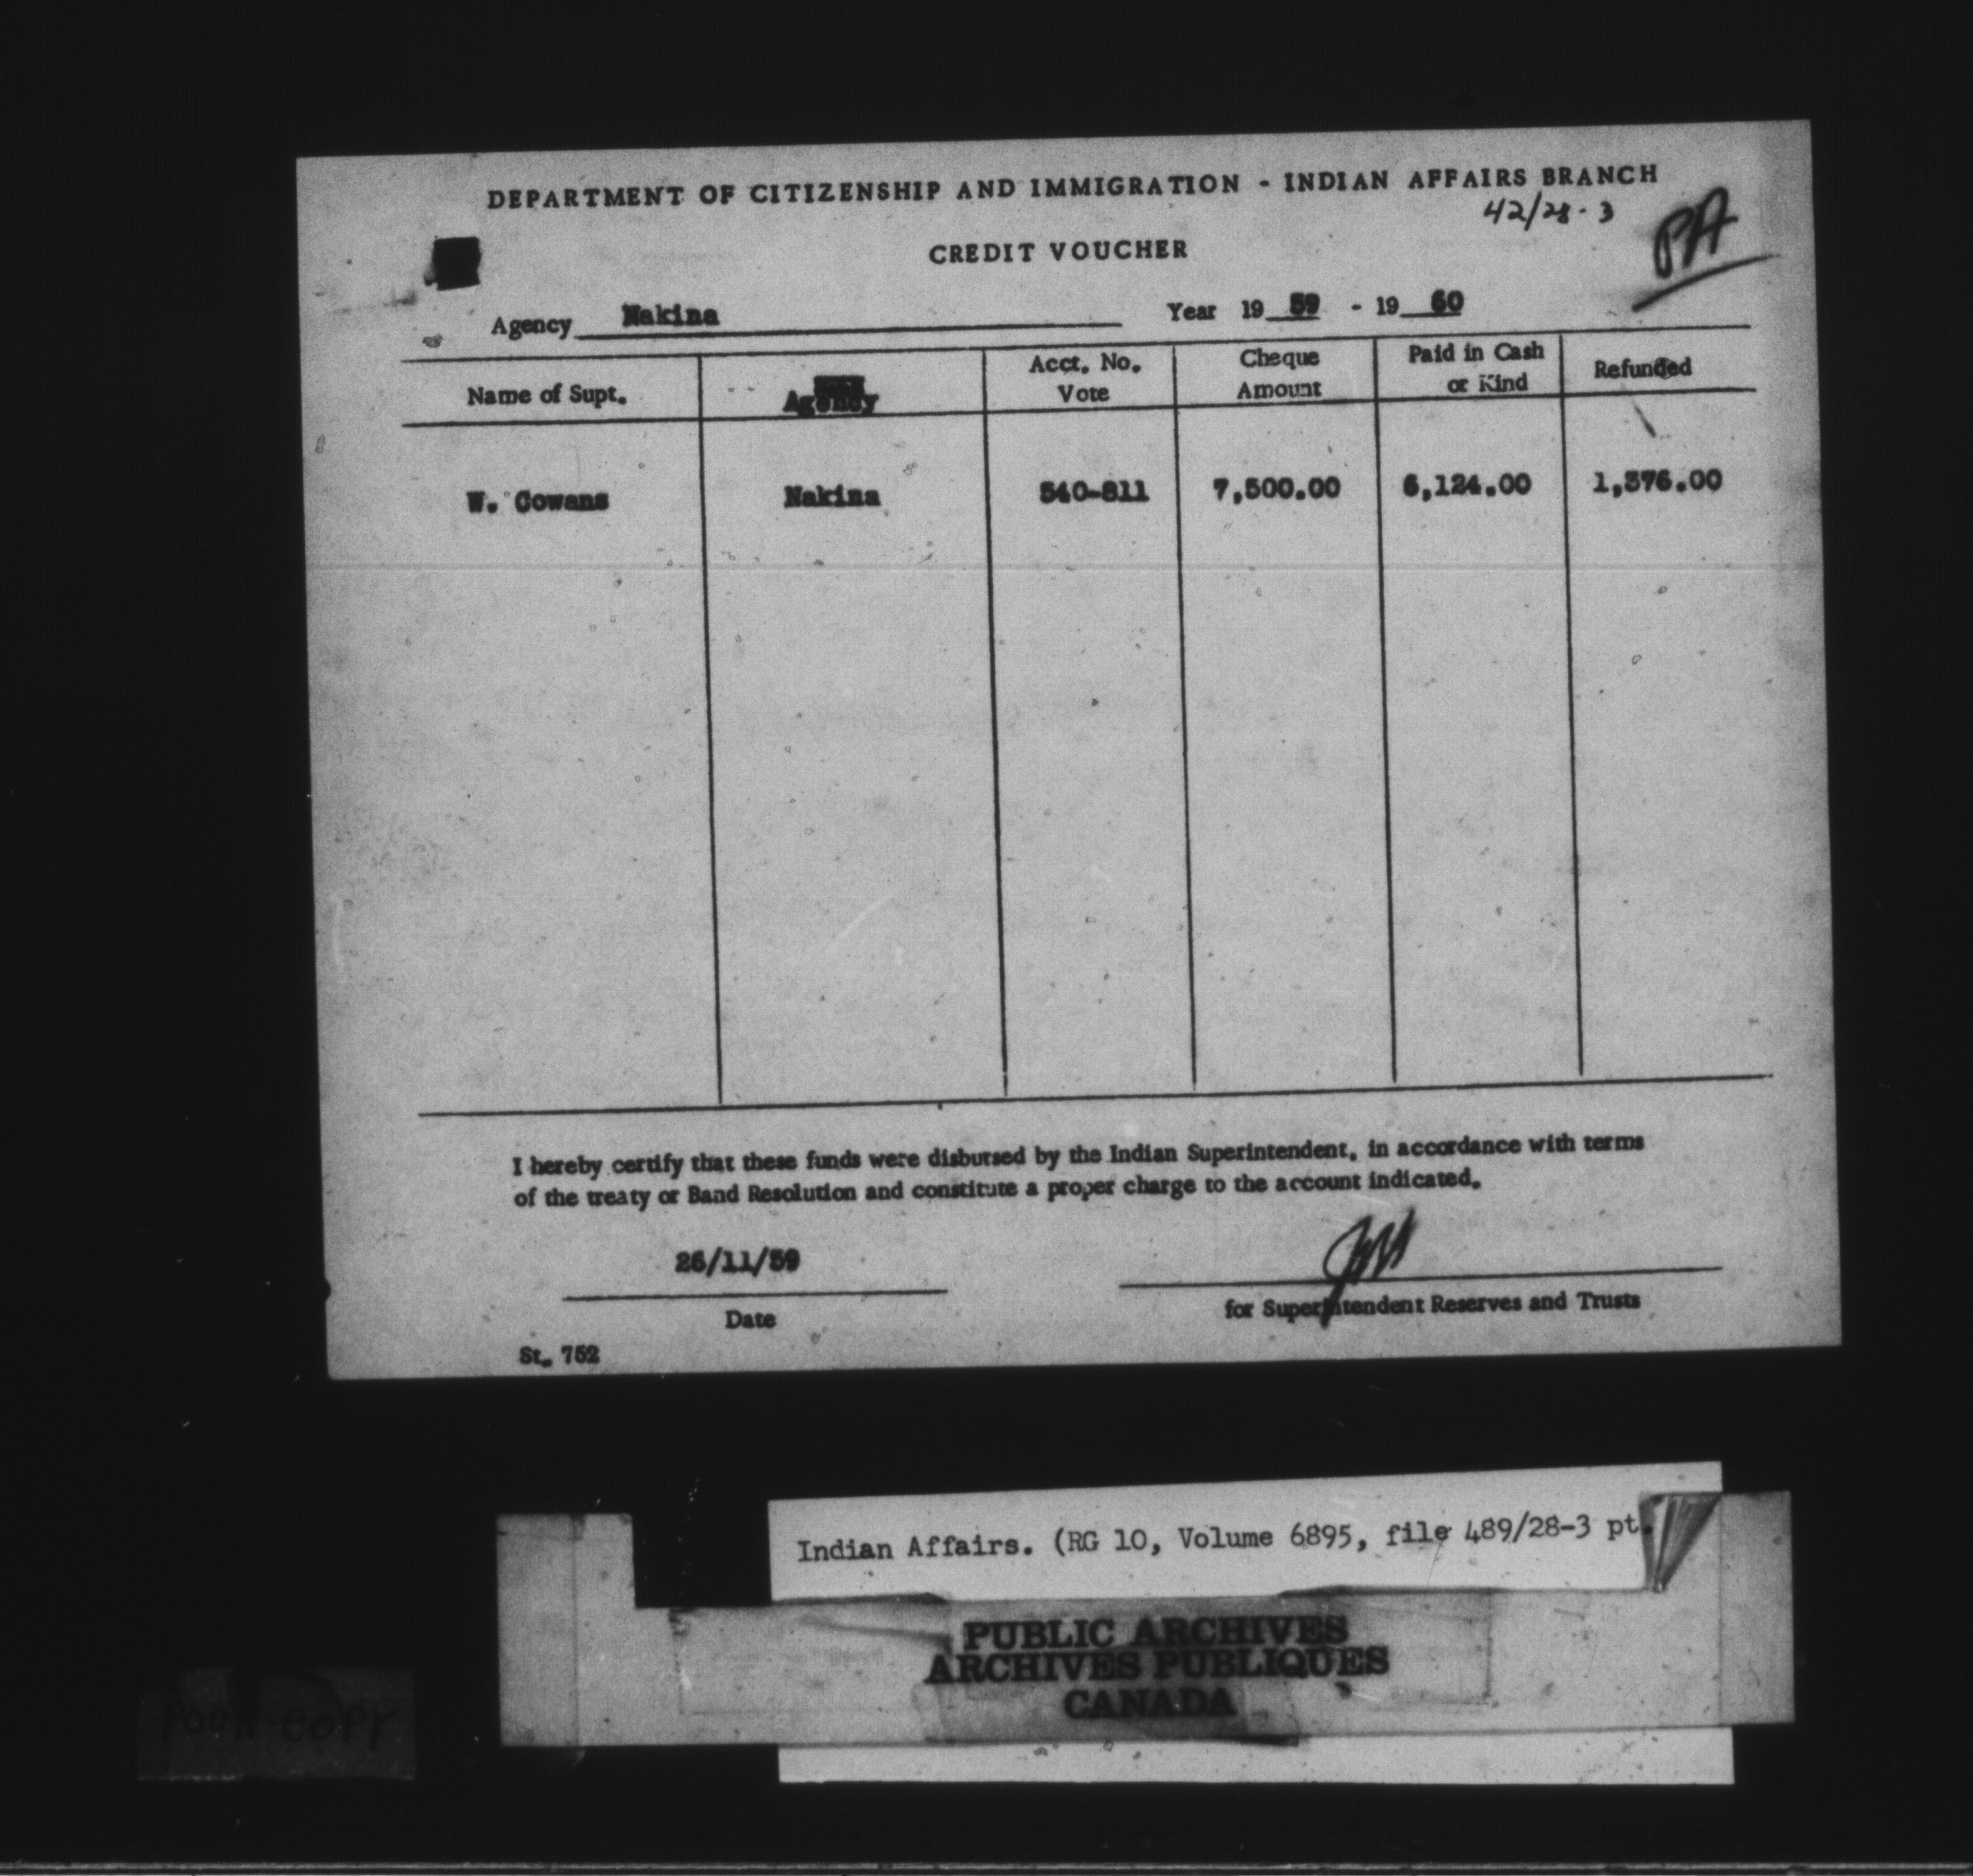 DEPARTMENT OF CITIZENSHIP AND IMMIGRATION - INDIAN AFFAIRS BRANCH
42/28-3
PA
CREDIT VOUCHER
Agency Nakina Year 19 59 - 19 60
Name of Supt. Agency Acct. No. Vote Cheque Amount Paid in Cash or Kind Refunded
W. Gowans Nakina 540-811 7,500.00 6,124.00 1,376.00
I hereby certify that these funds were disbursed by the Indian Superintendent, in accordance with terms
of the treaty or Band Resolution and constitute a proper charge to the account indicated.
26/11/59
Date for Superintendent Reserves and Trusts
St. 752
Indian Affairs. (RG 10, Volume 6895, file 489/28-3 pt.
PUBLIC ARCHIVES
ARCHIVES PUBLIQUES
CANADA
POOR COPY